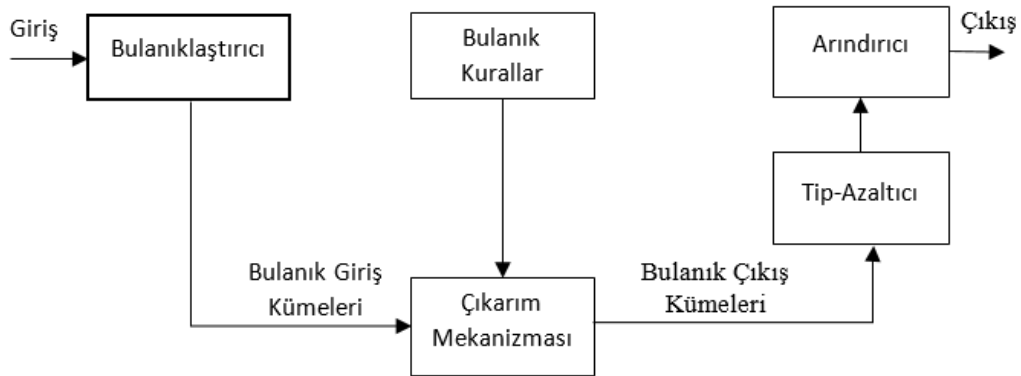 Giriş
Bulanıklaştırıcı
Bulanık
Kurallar
Arındırıcı
Çıkış
Tip-Azaltıcı
Bulanık Giriş
Kümeleri
Çıkarım
Mekanizması
Bulanık Çıkış
Kümeleri